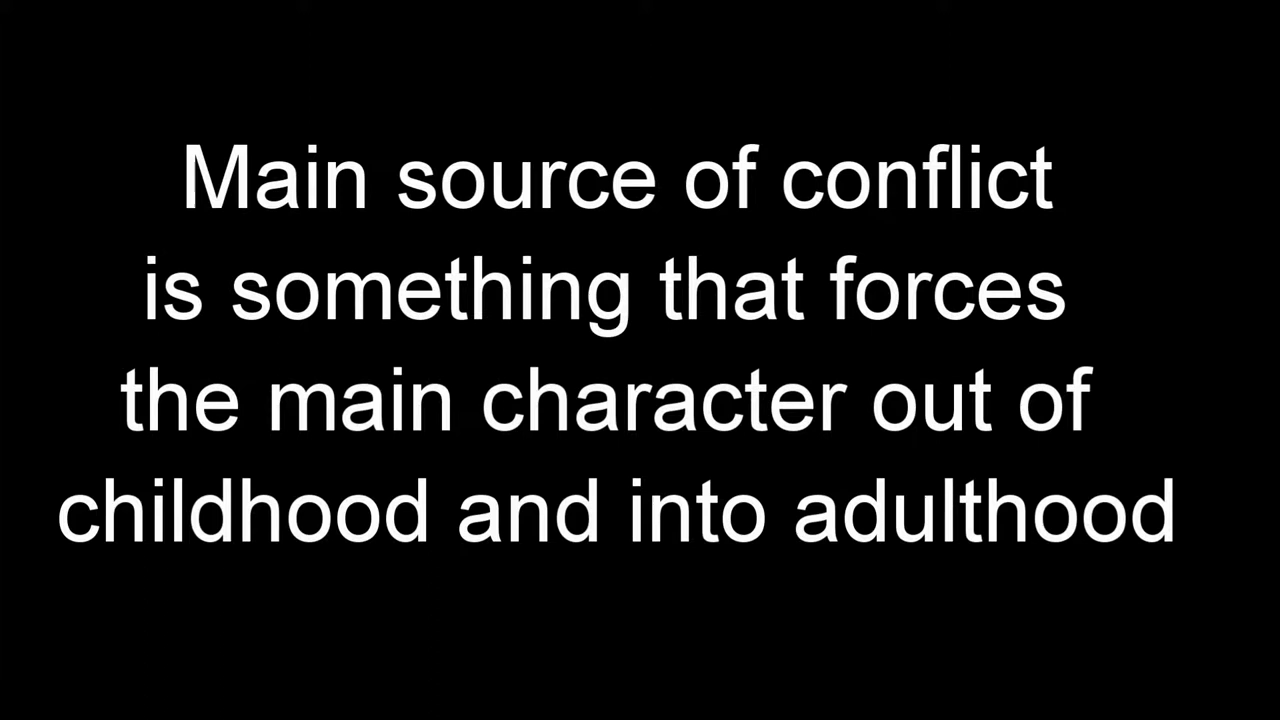 Main source of conflict
is something that forces
the main character out of
childhood and into adulthood